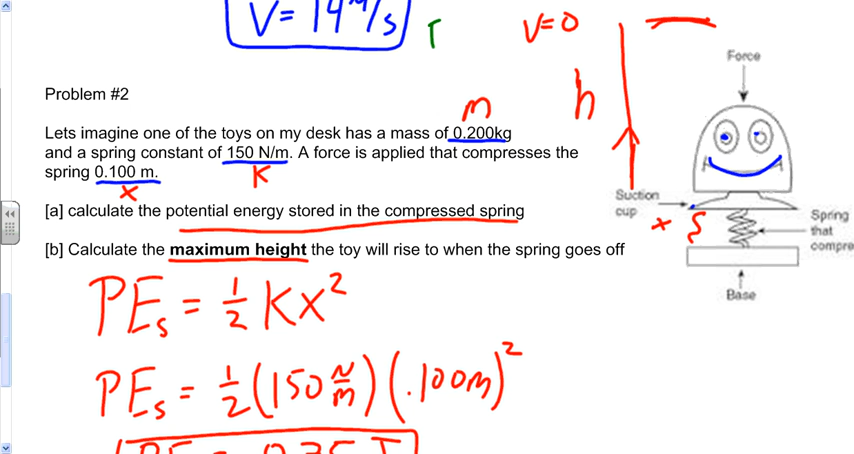 V = 14 m/s
V=0
h
Force
Problem #2
m
Lets imagine one of the toys on my desk has a mass of 0.200kg
and a spring constant of 150 N/m. A force is applied that compresses the
spring 0.100 m.
x
K
Suction
cup
x
Spring
that
compre
Base
[a] calculate the potential energy stored in the compressed spring
[b] Calculate the maximum height the toy will rise to when the spring goes off
PEs = 1/2 Kx²
PEs = 1/2 (150 N/m) (.100m)²